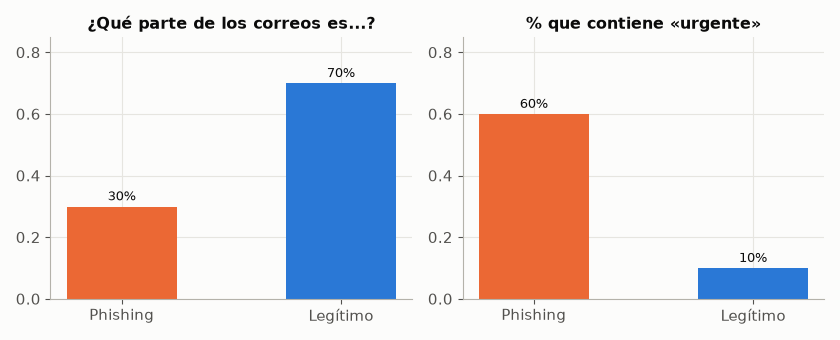 ¿Qué parte de los correos es...?
0.8
0.6
0.4
0.2
0.0
30%
70%
Phishing
Legítimo
% que contiene «urgente»
0.8
0.6
0.4
0.2
0.0
60%
10%
Phishing
Legítimo